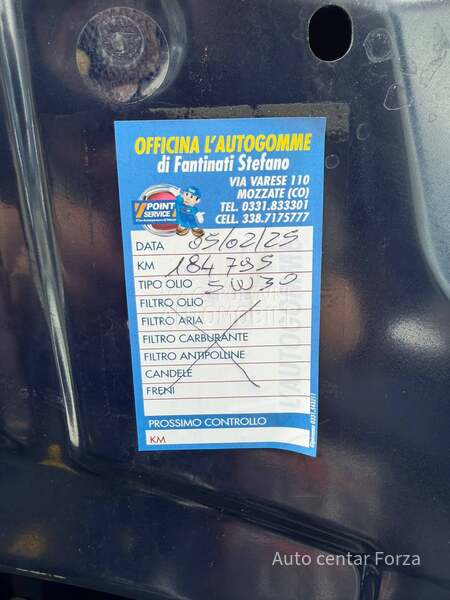 OFFICINA L'AUTOGOMME
di Fantinati Stefano
VIA VARESE 110
MOZZATE (CO)
TEL. 0331.833301
CELL. 338.7175777
POINT
SERVICE
DATA 05/02/25
KM 184795
TIPO OLIO 5W30
FILTRO OLIO
FILTRO ARIA
FILTRO CARBURANTE
FILTRO ANTIPOLLINE
CANDELE
FRENI
PROSSIMO CONTROLLO
KM
Auto centar Forza